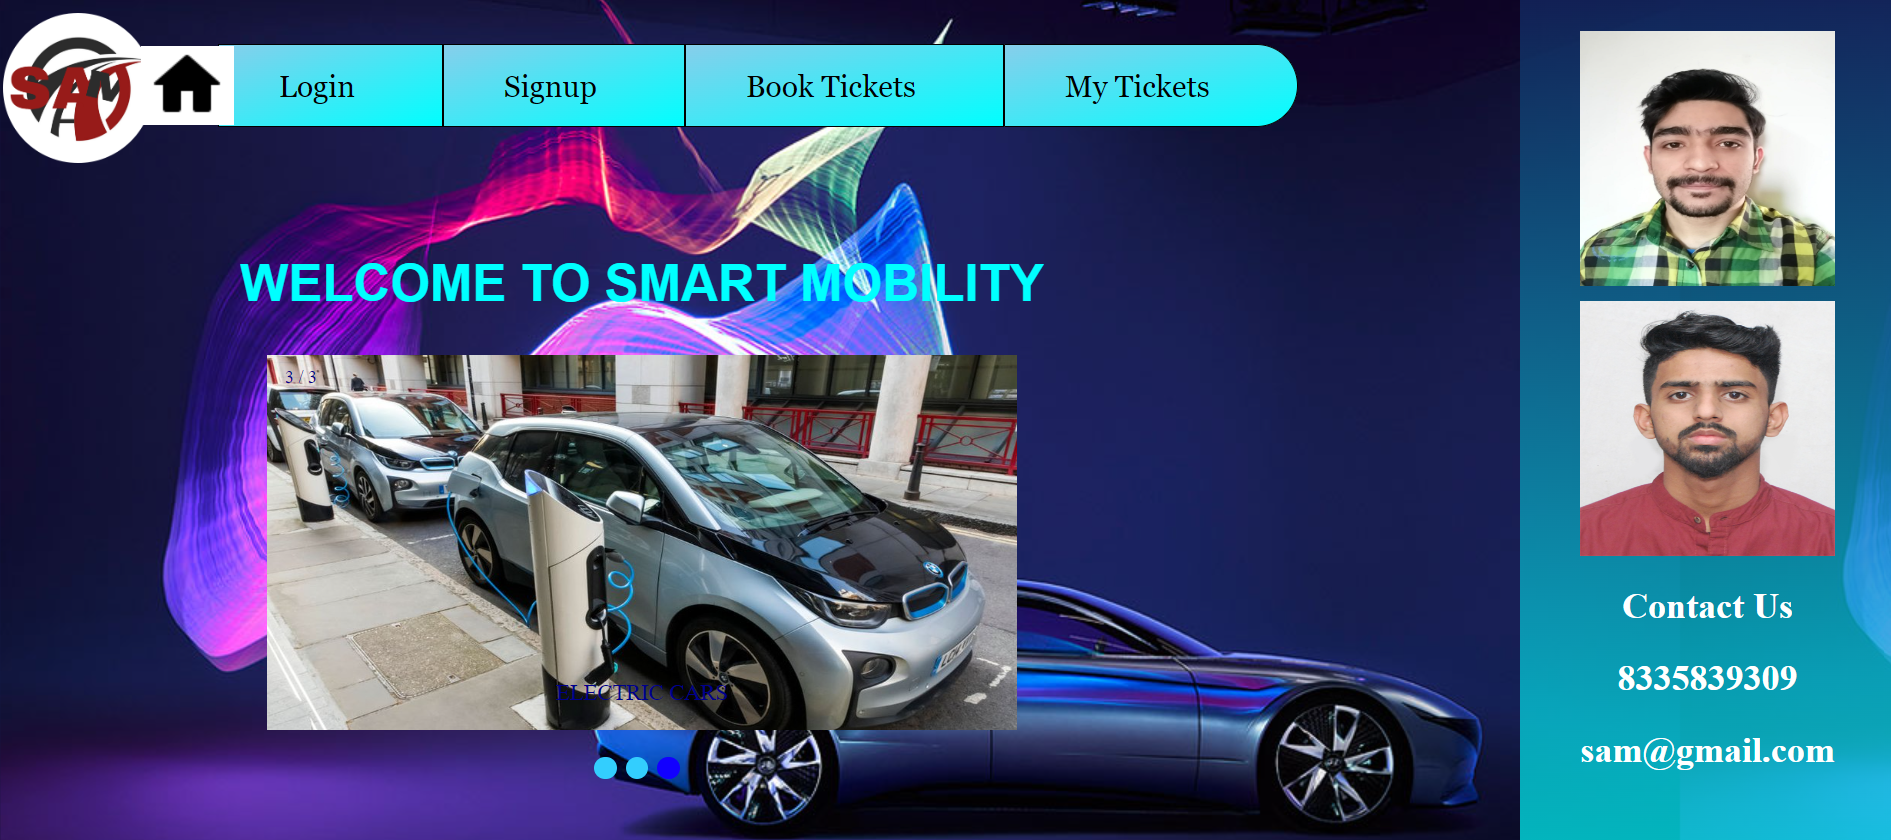 SAM
H
Login
Signup
Book Tickets
My Tickets
WELCOME TO SMART MOBILITY
3 / 3
ELECTRIC CARS
Contact Us
8335839309
sam@gmail.com